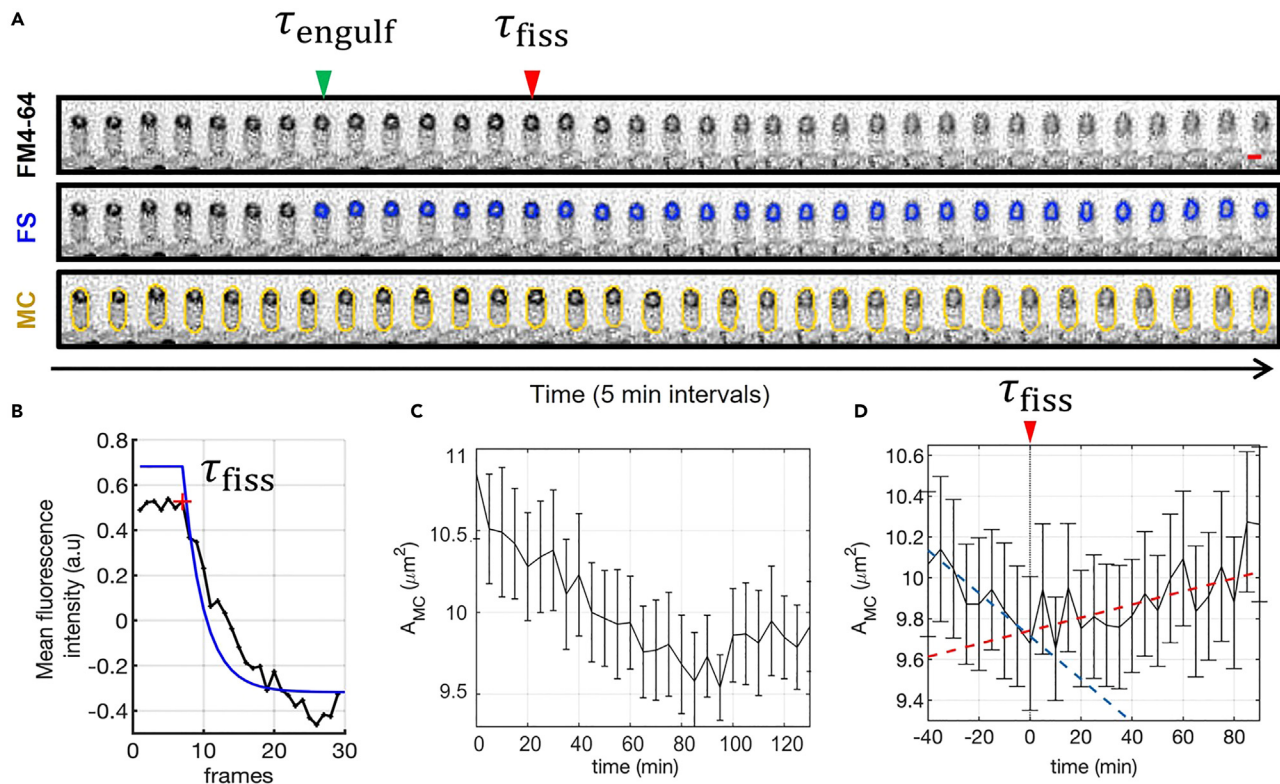 A
τengulf
τfiss
FM4-64
FS
MC
Time (5 min intervals)
B
0.8
0.6
0.4
0.2
0
-0.2
-0.4
0
10
20
30
Mean fluorescence
intensity (a.u)
frames
τfiss
C
11
10.5
10
9.5
0
20
40
60
80
100
120
AMC (μm²)
time (min)
D
τfiss
10.6
10.4
10.2
10
9.8
9.6
9.4
-40
-20
0
20
40
60
80
AMC (μm²)
time (min)